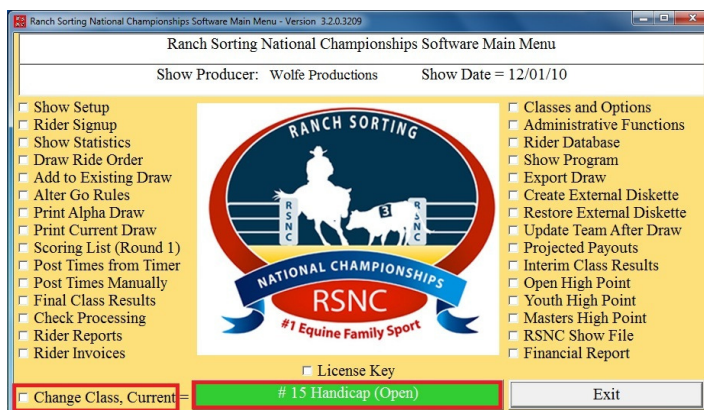 Ranch Sorting National Championships Software Main Menu - Version 3.2.0.3209
Ranch Sorting National Championships Software Main Menu
Show Producer: Wolfe Productions Show Date = 12/01/10
Show Setup
Rider Signup
Show Statistics
Draw Ride Order
Add to Existing Draw
Alter Go Rules
Print Alpha Draw
Print Current Draw
Scoring List (Round 1)
Post Times from Timer
Post Times Manually
Final Class Results
Check Processing
Rider Reports
Rider Invoices
RANCH SORTING
RSNC
3
RSNC
NATIONAL CHAMPIONSHIPS
RSNC
#1 Equine Family Sport
Classes and Options
Administrative Functions
Rider Database
Show Program
Export Draw
Create External Diskette
Restore External Diskette
Update Team After Draw
Projected Payouts
Interim Class Results
Open High Point
Youth High Point
Masters High Point
RSNC Show File
Financial Report
License Key
Change Class, Current = # 15 Handicap (Open)
Exit